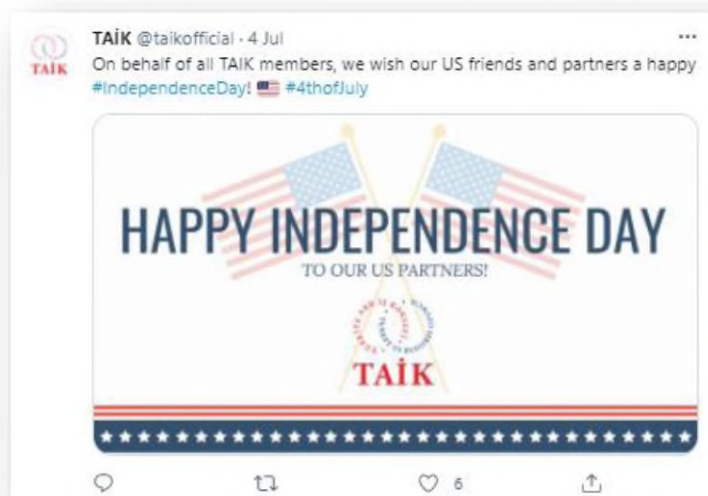 TAİK @taikofficial · 4 Jul
On behalf of all TAIK members, we wish our US friends and partners a happy
#IndependenceDay! 🇺🇸 #4thofJuly
TAİK
HAPPY INDEPENDENCE DAY
TO OUR US PARTNERS!
TAİK
6